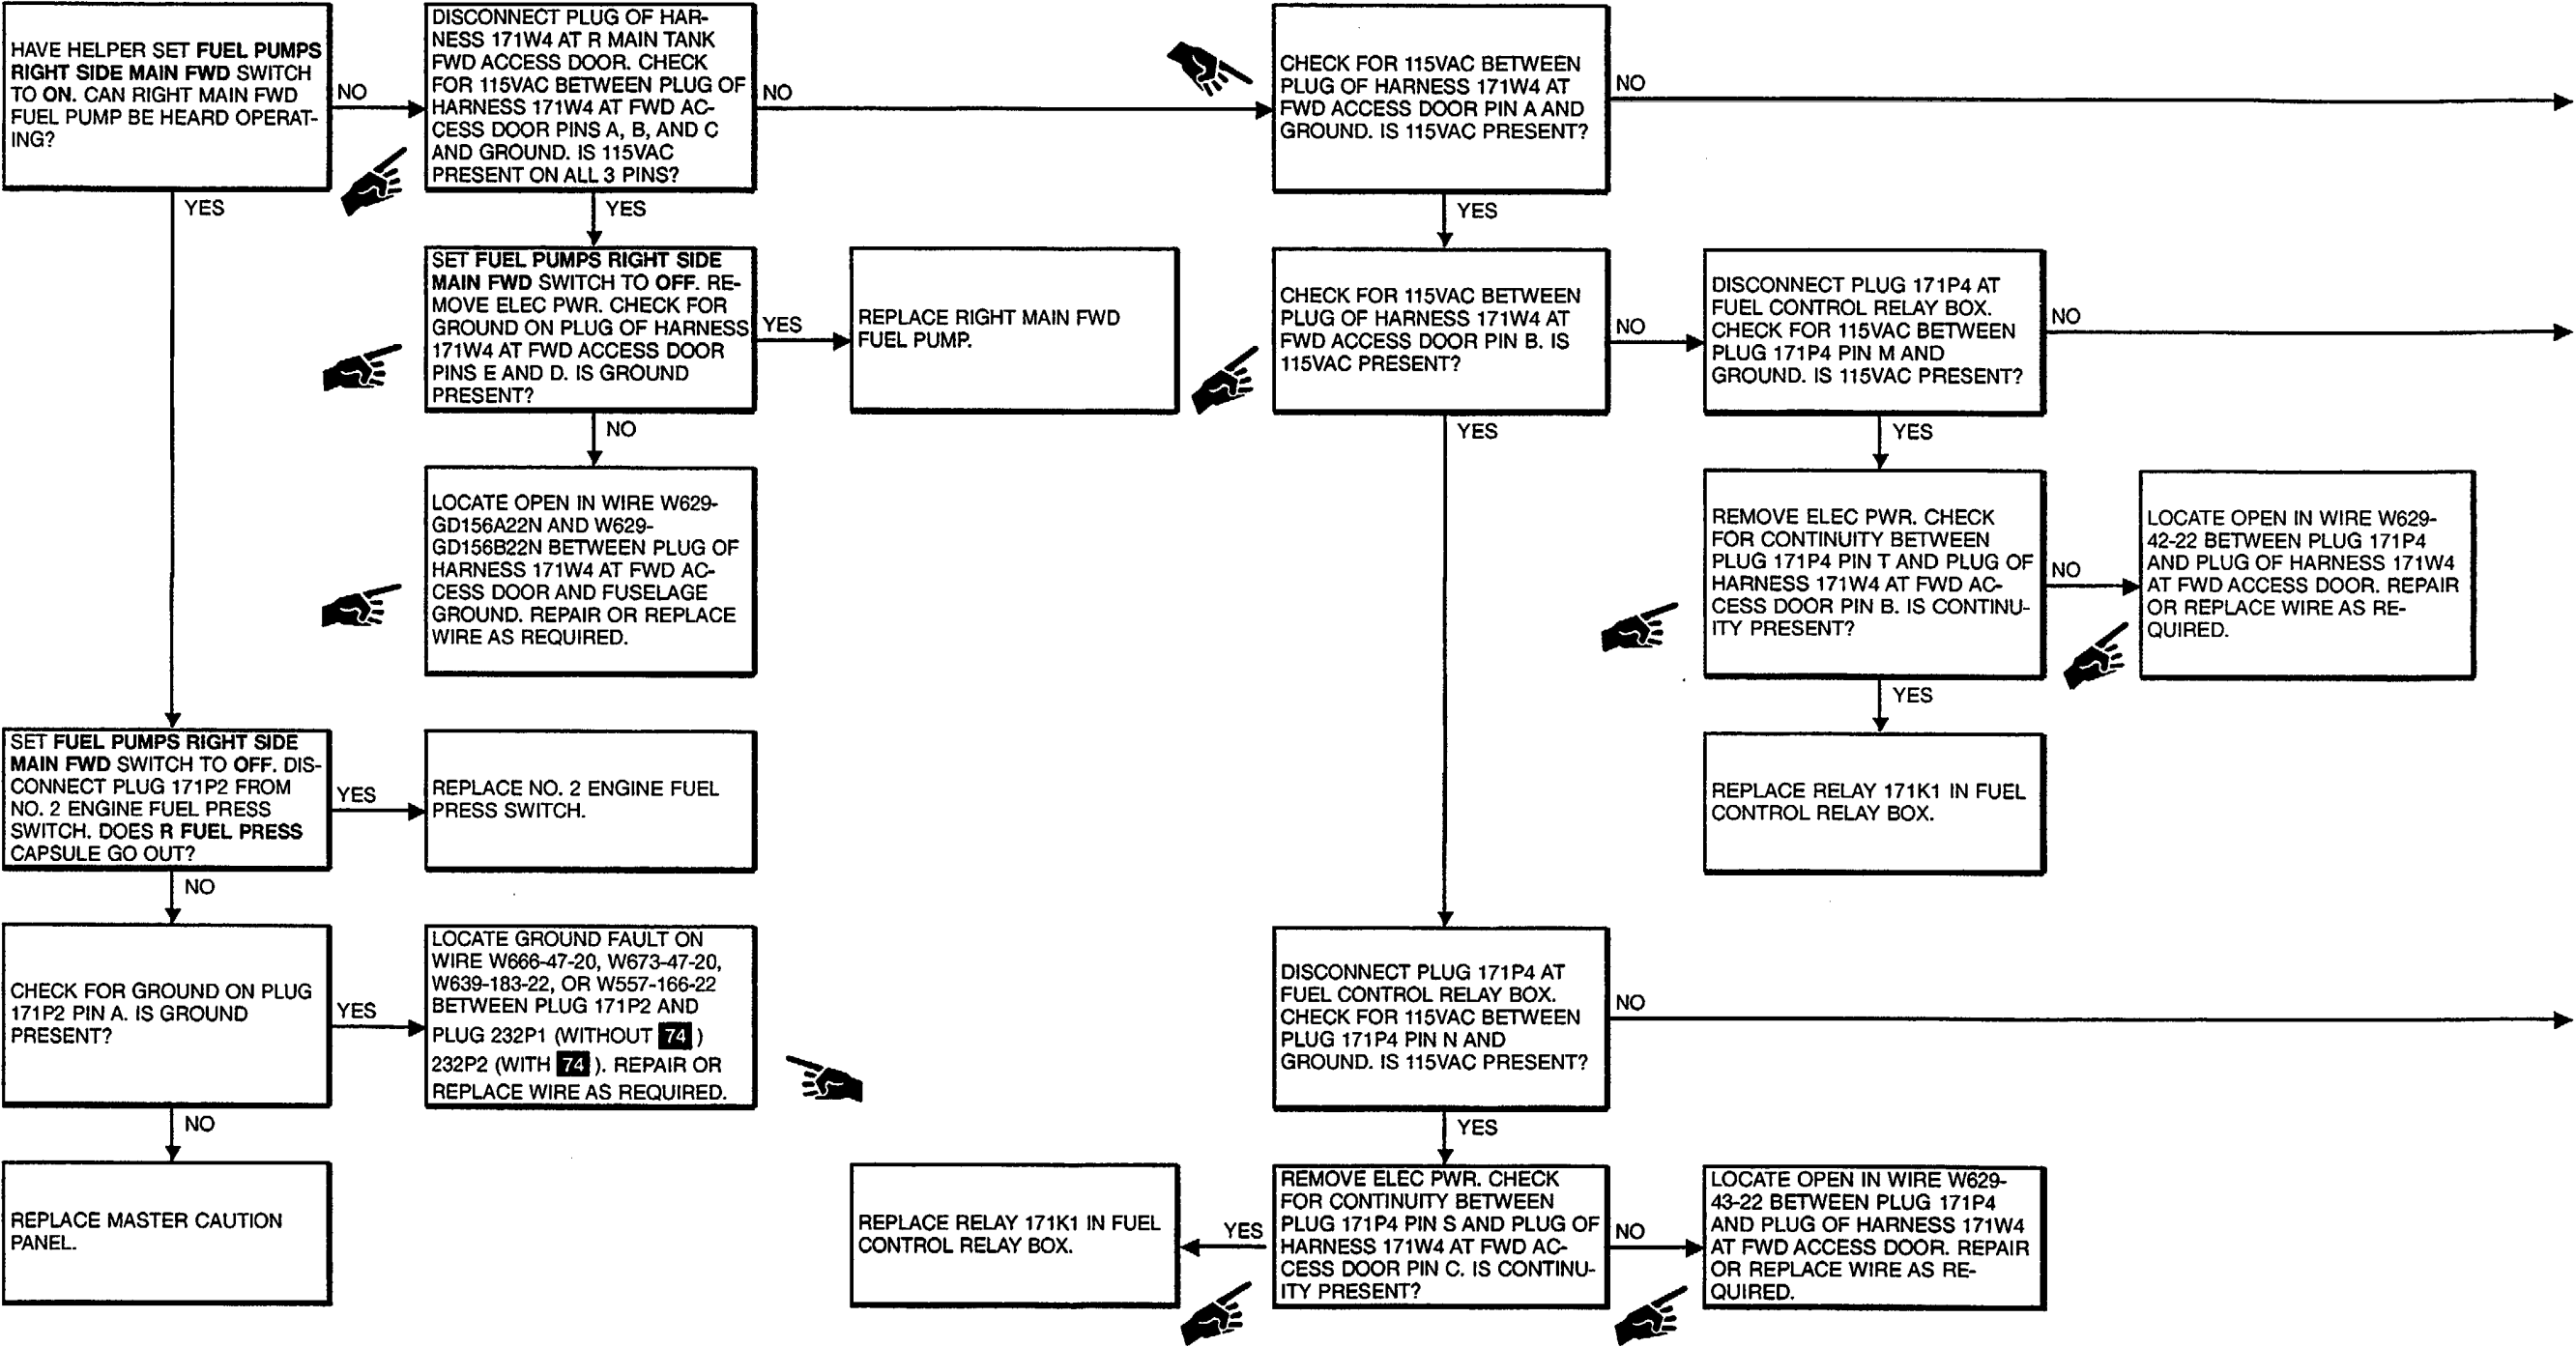 HAVE HELPER SET FUEL PUMPS
RIGHT SIDE MAIN FWD SWITCH
TO ON. CAN RIGHT MAIN FWD
FUEL PUMP BE HEARD OPERAT-
ING?
NO
YES
DISCONNECT PLUG OF HAR-
NESS 171W4 AT R MAIN TANK
FWD ACCESS DOOR. CHECK
FOR 115VAC BETWEEN PLUG OF
HARNESS 171W4 AT FWD AC-
CESS DOOR PINS A, B, AND C
AND GROUND. IS 115VAC
PRESENT ON ALL 3 PINS?
NO
YES
CHECK FOR 115VAC BETWEEN
PLUG OF HARNESS 171W4 AT
FWD ACCESS DOOR PIN A AND
GROUND. IS 115VAC PRESENT?
NO
YES
SET FUEL PUMPS RIGHT SIDE
MAIN FWD SWITCH TO OFF. RE-
MOVE ELEC PWR. CHECK FOR
GROUND ON PLUG OF HARNESS
171W4 AT FWD ACCESS DOOR
PINS E AND D. IS GROUND
PRESENT?
YES
NO
REPLACE RIGHT MAIN FWD
FUEL PUMP.
CHECK FOR 115VAC BETWEEN
PLUG OF HARNESS 171W4 AT
FWD ACCESS DOOR PIN B. IS
115VAC PRESENT?
NO
YES
DISCONNECT PLUG 171P4 AT
FUEL CONTROL RELAY BOX.
CHECK FOR 115VAC BETWEEN
PLUG 171P4 PIN M AND
GROUND. IS 115VAC PRESENT?
NO
YES
LOCATE OPEN IN WIRE W629-
GD156A22N AND W629-
GD156B22N BETWEEN PLUG OF
HARNESS 171W4 AT FWD AC-
CESS DOOR AND FUSELAGE
GROUND. REPAIR OR REPLACE
WIRE AS REQUIRED.
REMOVE ELEC PWR. CHECK
FOR CONTINUITY BETWEEN
PLUG 171P4 PIN T AND PLUG OF
HARNESS 171W4 AT FWD AC-
CESS DOOR PIN B. IS CONTINU-
ITY PRESENT?
NO
YES
LOCATE OPEN IN WIRE W629-
42-22 BETWEEN PLUG 171P4
AND PLUG OF HARNESS 171W4
AT FWD ACCESS DOOR. REPAIR
OR REPLACE WIRE AS RE-
QUIRED.
SET FUEL PUMPS RIGHT SIDE
MAIN FWD SWITCH TO OFF. DIS-
CONNECT PLUG 171P2 FROM
NO. 2 ENGINE FUEL PRESS
SWITCH. DOES R FUEL PRESS
CAPSULE GO OUT?
YES
NO
REPLACE NO. 2 ENGINE FUEL
PRESS SWITCH.
REPLACE RELAY 171K1 IN FUEL
CONTROL RELAY BOX.
CHECK FOR GROUND ON PLUG
171P2 PIN A. IS GROUND
PRESENT?
YES
NO
LOCATE GROUND FAULT ON
WIRE W666-47-20, W673-47-20,
W639-183-22, OR W557-166-22
BETWEEN PLUG 171P2 AND
PLUG 232P1 (WITHOUT 74 )
232P2 (WITH 74 ). REPAIR OR
REPLACE WIRE AS REQUIRED.
DISCONNECT PLUG 171P4 AT
FUEL CONTROL RELAY BOX.
CHECK FOR 115VAC BETWEEN
PLUG 171P4 PIN N AND
GROUND. IS 115VAC PRESENT?
NO
YES
REPLACE MASTER CAUTION
PANEL.
REPLACE RELAY 171K1 IN FUEL
CONTROL RELAY BOX.
YES
REMOVE ELEC PWR. CHECK
FOR CONTINUITY BETWEEN
PLUG 171P4 PIN S AND PLUG OF
HARNESS 171W4 AT FWD AC-
CESS DOOR PIN C. IS CONTINU-
ITY PRESENT?
NO
LOCATE OPEN IN WIRE W629-
43-22 BETWEEN PLUG 171P4
AND PLUG OF HARNESS 171W4
AT FWD ACCESS DOOR. REPAIR
OR REPLACE WIRE AS RE-
QUIRED.